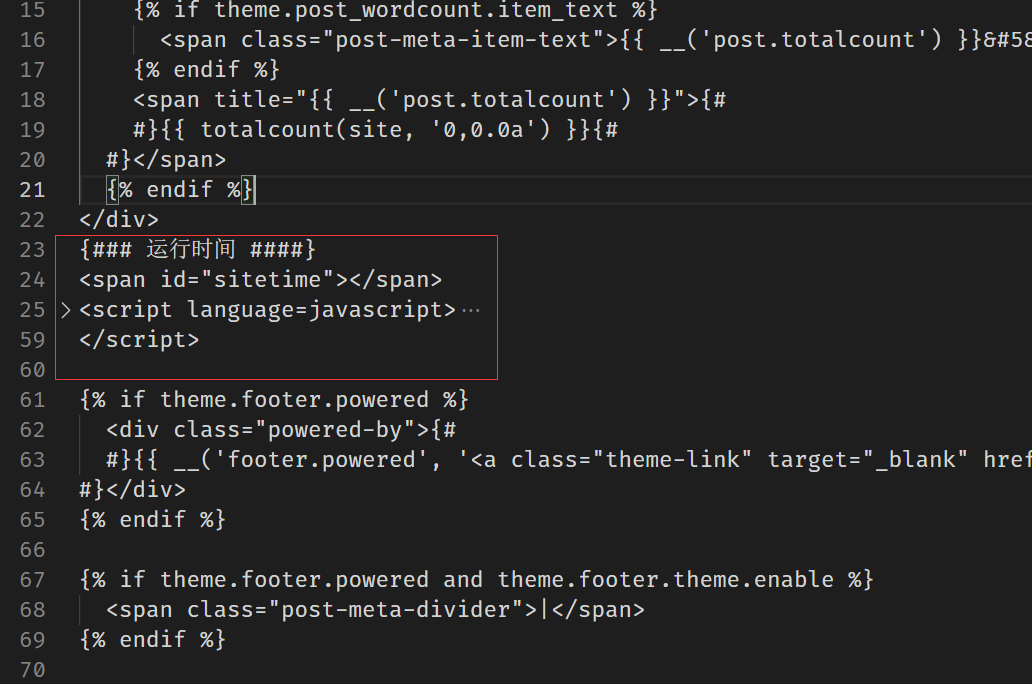 15 {% if theme.post_wordcount.item_text %}
16 <span class="post-meta-item-text">{{ __('post.totalcount') }}&#58
17 {% endif %}
18 <span title="{{ __('post.totalcount') }}">{#
19 #}{{ totalcount(site, '0,0.0a') }}{#
20 #}</span>
21 {% endif %}
22 </div>
23 {### 运行时间 ####}
24 <span id="sitetime"></span>
25 <script language=javascript>···
59 </script>
60
61 {% if theme.footer.powered %}
62 <div class="powered-by">{#
63 #}{{ __('footer.powered', '<a class="theme-link" target="_blank" href
64 #}</div>
65 {% endif %}
66
67 {% if theme.footer.powered and theme.footer.theme.enable %}
68 <span class="post-meta-divider">|</span>
69 {% endif %}
70